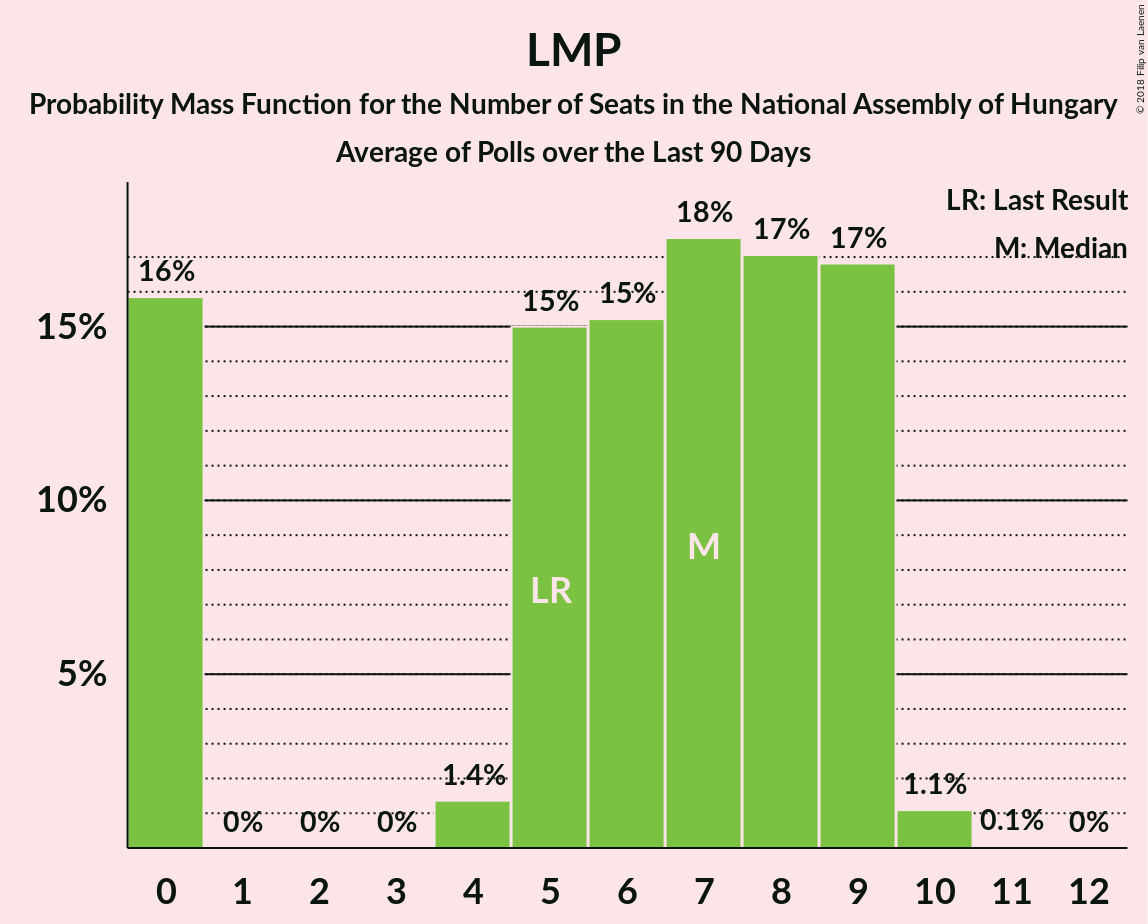 LMP
Probability Mass Function for the Number of Seats in the National Assembly of Hungary
Average of Polls over the Last 90 Days
© 2018 Filip van Laenen
LR: Last Result
M: Median
18%
17%
17%
16%
15%
15%
15%
10%
5%
M
LR
1.4%
1.1%
0%
0%
0%
0.1%
0%
0 1 2 3 4 5 6 7 8 9 10 11 12